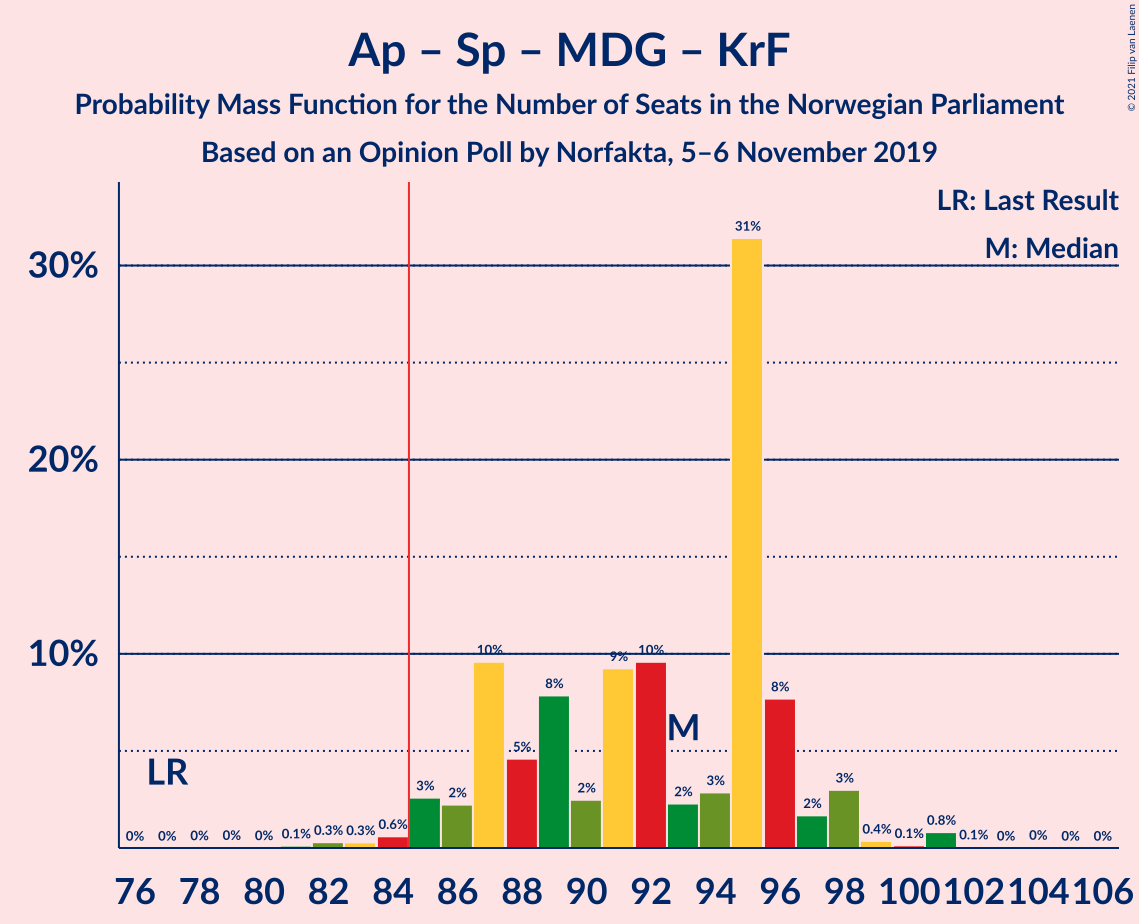 Ap – Sp – MDG – KrF
Probability Mass Function for the Number of Seats in the Norwegian Parliament
Based on an Opinion Poll by Norfakta, 5–6 November 2019
© 2021 Filip van Laenen
LR: Last Result
M: Median
30%
20%
10%
31%
10% 9% 10%
8% 8%
5%
3% 2% 2% 2% 3% 2% 3%
0% 0% 0% 0% 0% 0.1% 0.3% 0.3% 0.6% 0.4% 0.1% 0.8% 0.1% 0% 0% 0% 0%
LR
M
76 78 80 82 84 86 88 90 92 94 96 98 100 102 104 106